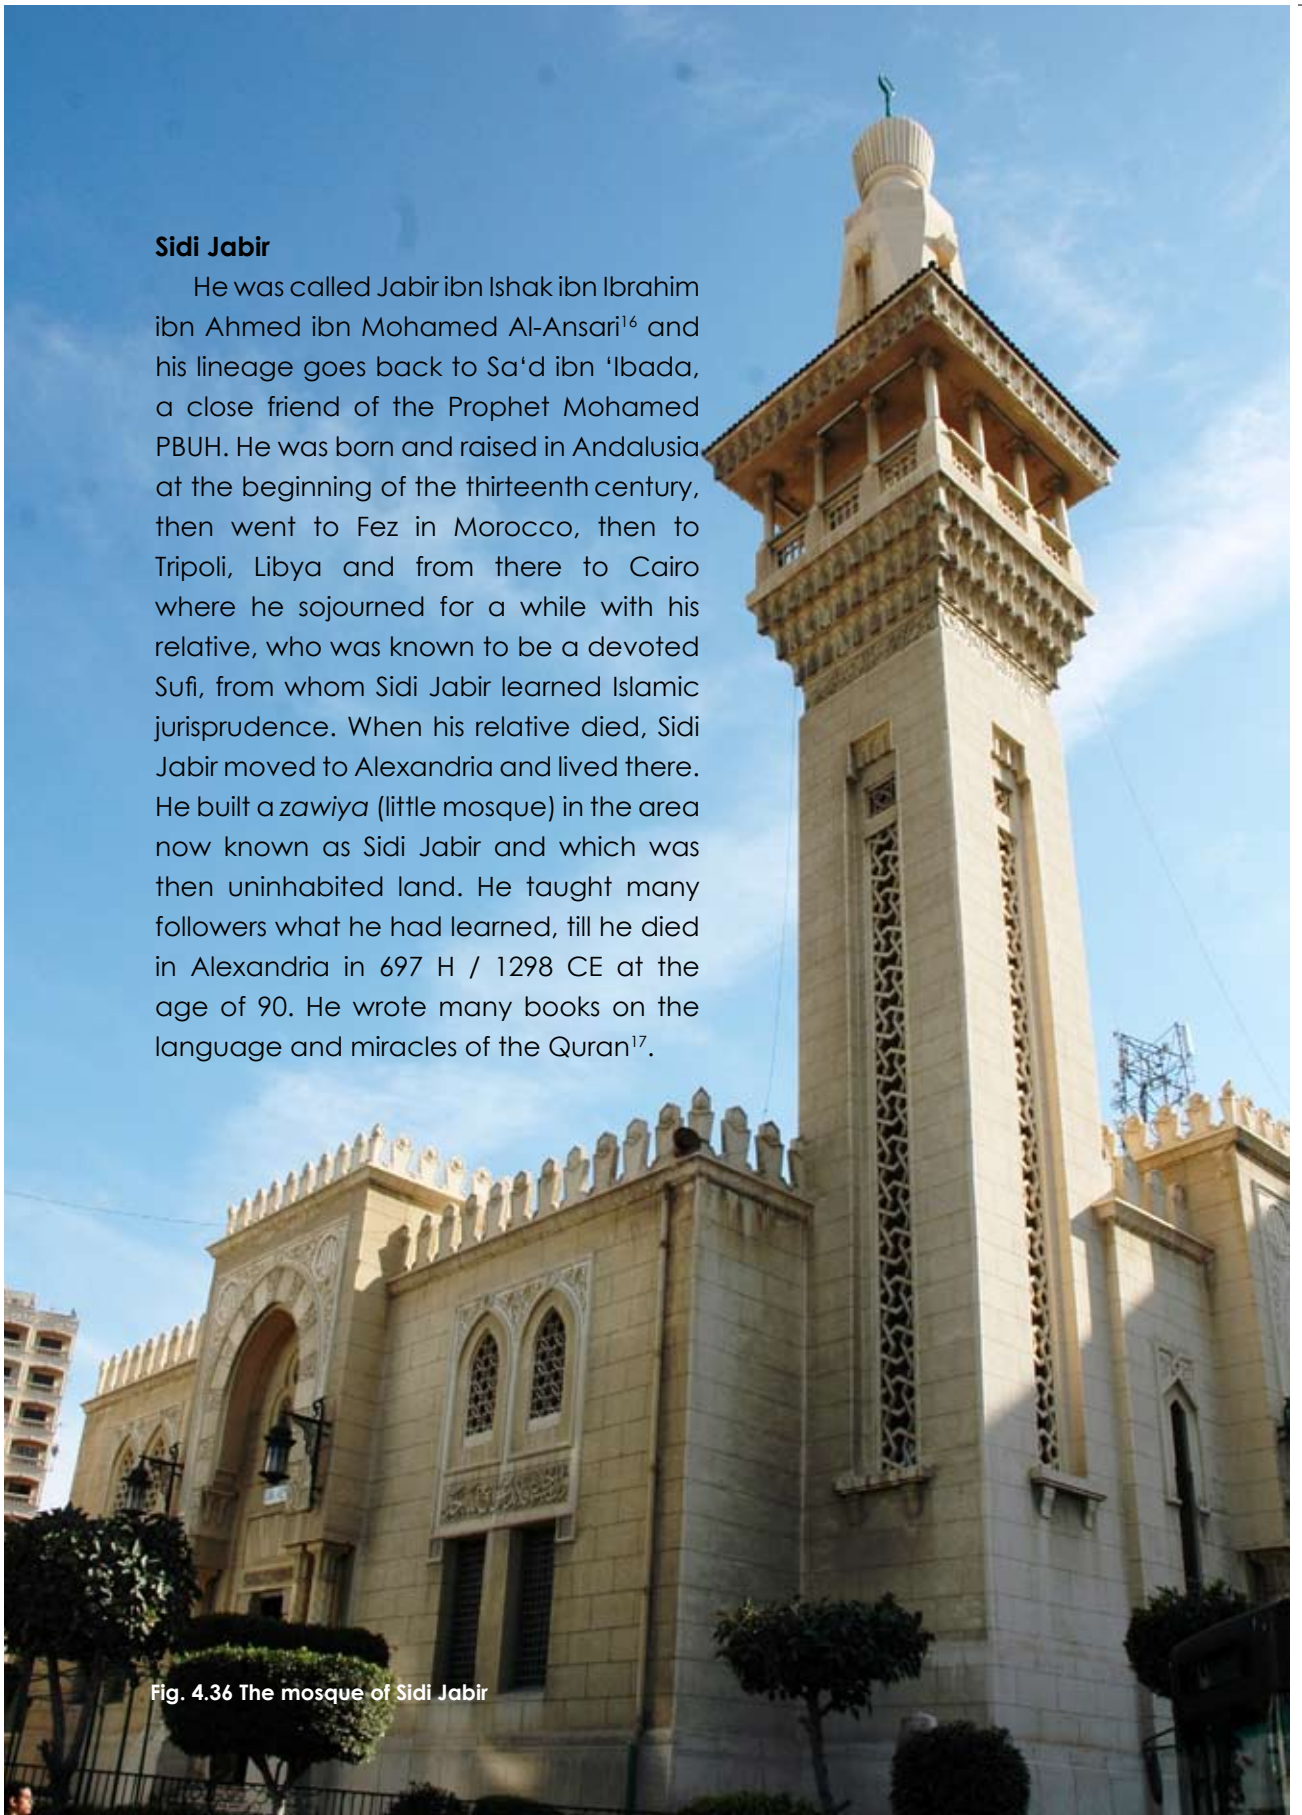 Sidi Jabir
He was called Jabir ibn Ishak ibn Ibrahim
ibn Ahmed ibn Mohamed Al-Ansari¹⁶ and
his lineage goes back to Sa‘d ibn ‘Ibada,
a close friend of the Prophet Mohamed
PBUH. He was born and raised in Andalusia
at the beginning of the thirteenth century,
then went to Fez in Morocco, then to
Tripoli, Libya and from there to Cairo
where he sojourned for a while with his
relative, who was known to be a devoted
Sufi, from whom Sidi Jabir learned Islamic
jurisprudence. When his relative died, Sidi
Jabir moved to Alexandria and lived there.
He built a zawiya (little mosque) in the area
now known as Sidi Jabir and which was
then uninhabited land. He taught many
followers what he had learned, till he died
in Alexandria in 697 H / 1298 CE at the
age of 90. He wrote many books on the
language and miracles of the Quran¹⁷.
Fig. 4.36 The mosque of Sidi Jabir